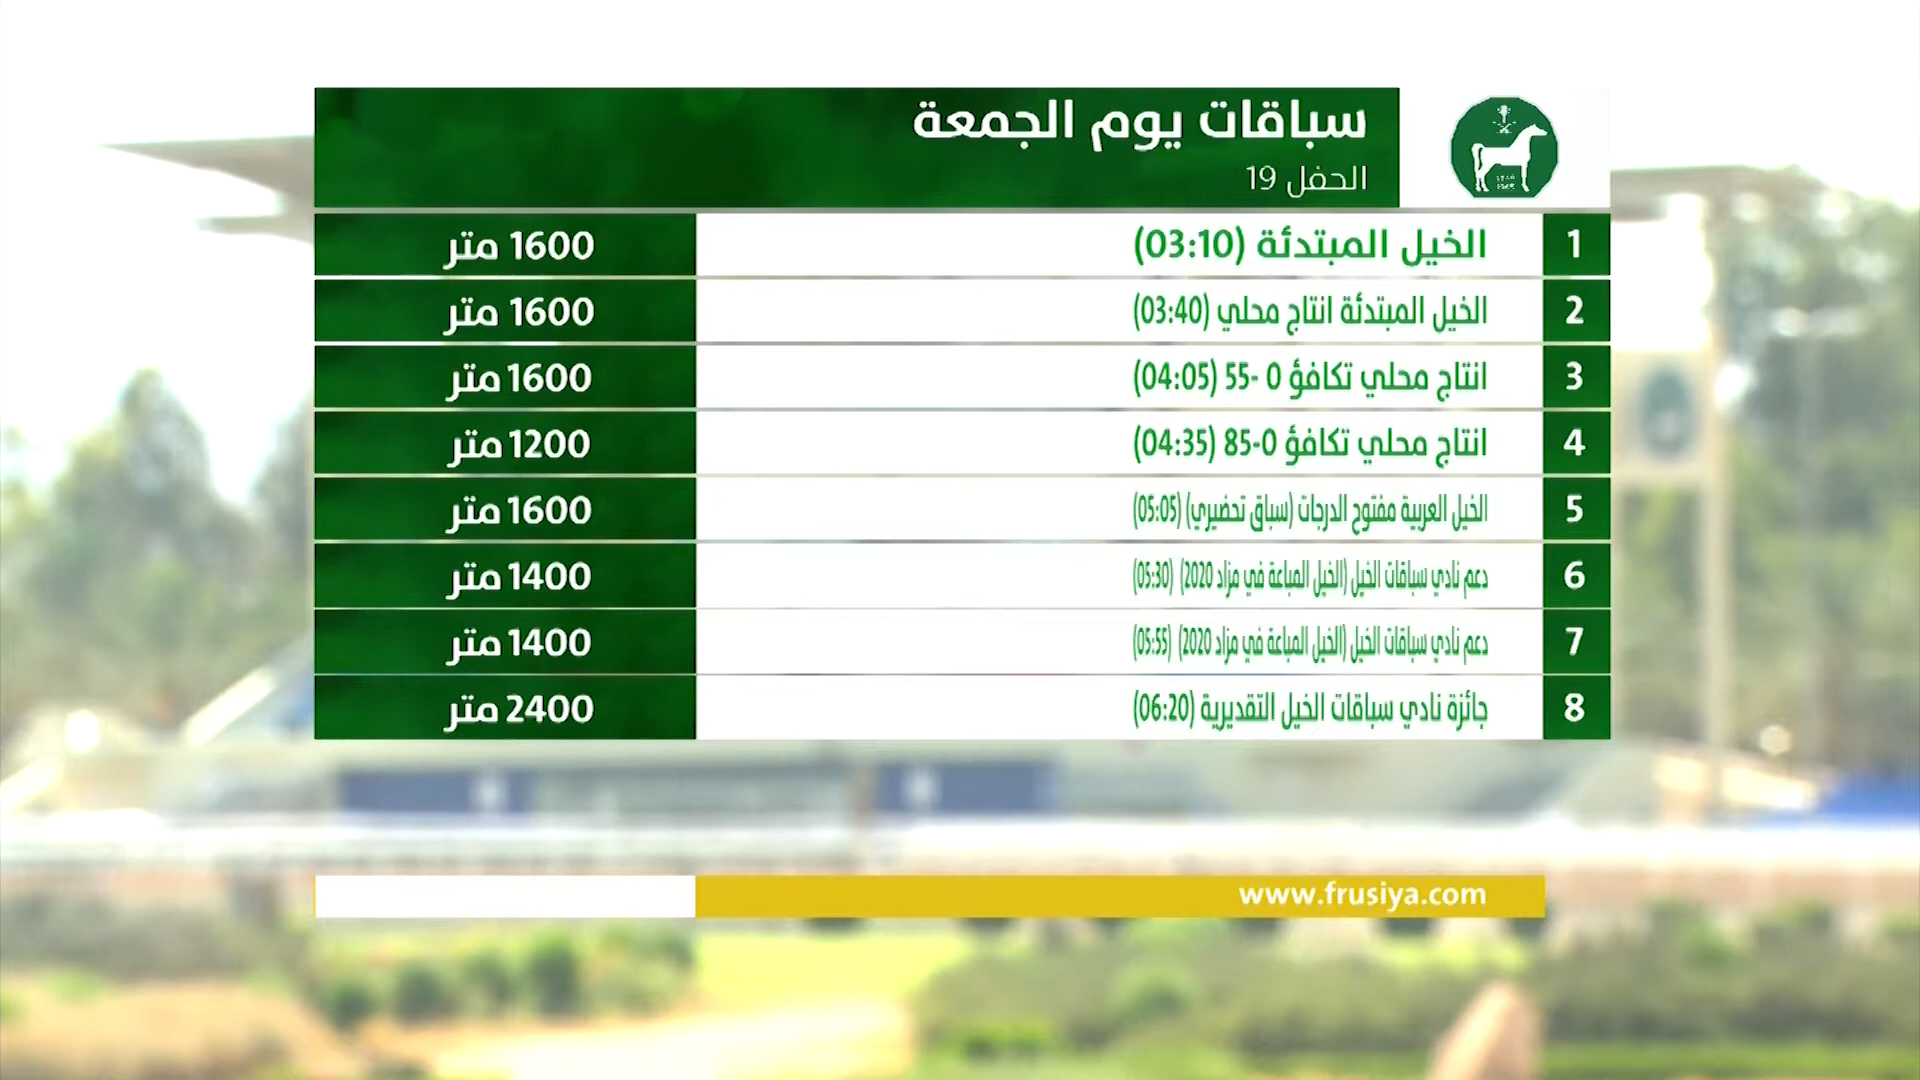 سباقات يوم الجمعة
الحفل 19
1 الخيل المبتدئة (03:10) 1600 متر
2 الخيل المبتدئة انتاج محلي (03:40) 1600 متر
3 انتاج محلي تكافؤ 0 -55 (04:05) 1600 متر
4 انتاج محلي تكافؤ 0-85 (04:35) 1200 متر
5 الخيل العربية مفتوح الدرجات (سباق تحضيري) (05:05) 1600 متر
6 دعم نادي سباقات الخيل (الخيل المباعة في مزاد 2020) (05:30) 1400 متر
7 دعم نادي سباقات الخيل (الخيل المباعة في مزاد 2020) (05:55) 1400 متر
8 جائزة نادي سباقات الخيل التقديرية (06:20) 2400 متر
www.frusiya.com